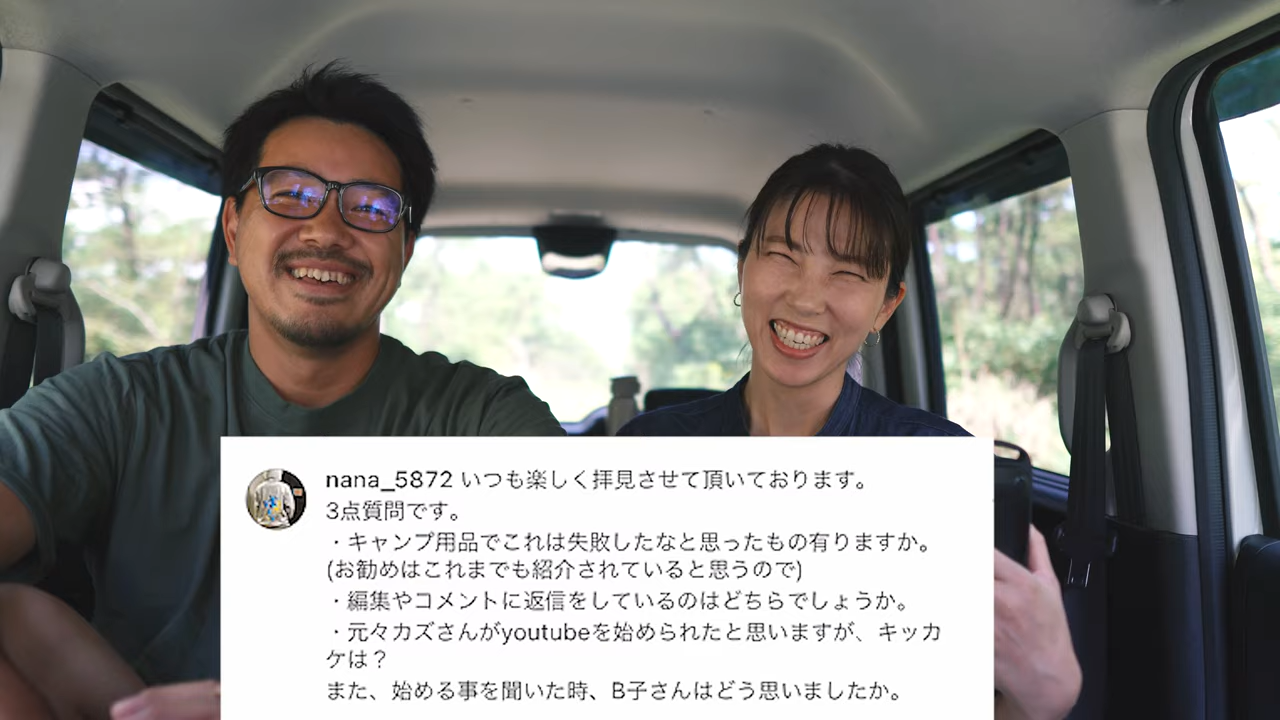 nana_5872 いつも楽しく拝見させて頂いております。
3点質問です。
・キャンプ用品でこれは失敗したなと思ったもの有りますか。
(お勧めはこれまでも紹介されていると思うので)
・編集やコメントに返信をしているのはどちらでしょうか。
・元々カズさんがyoutubeを始められたと思いますが、キッカ
ケは？
また、始める事を聞いた時、B子さんはどう思いましたか。